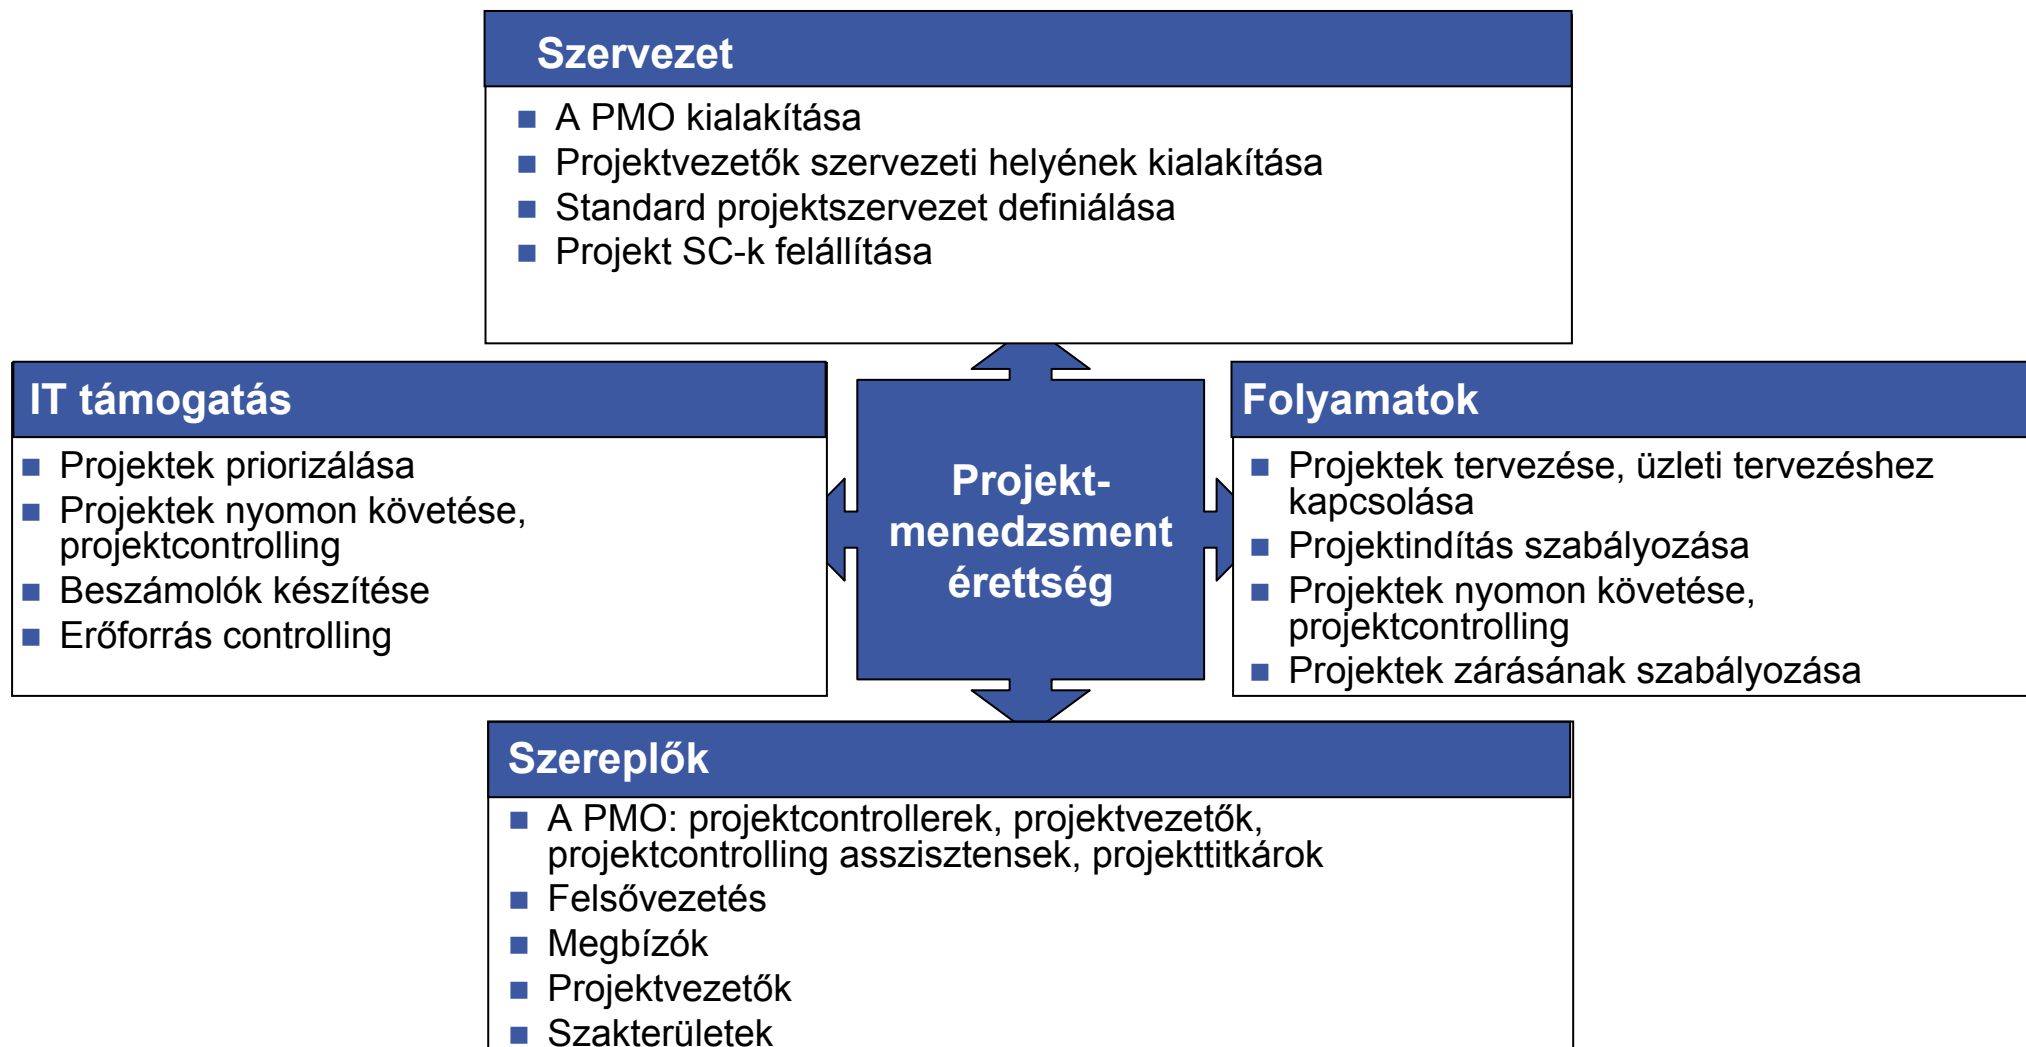 Szervezet
A PMO kialakítása
Projektvezetők szervezeti helyének kialakítása
Standard projektszervezet definiálása
Projekt SC-k felállítása
IT támogatás
Projektek priorizálása
Projektek nyomon követése,
projektcontrolling
Beszámolók készítése
Erőforrás controlling
Projekt-
menedzsment
érettség
Folyamatok
Projektek tervezése, üzleti tervezéshez
kapcsolása
Projektindítás szabályozása
Projektek nyomon követése,
projektcontrolling
Projektek zárásának szabályozása
Szereplők
A PMO: projektcontrollerek, projektvezetők,
projektcontrolling asszisztensek, projekttitkárok
Felsővezetés
Megbízók
Projektvezetők
Szakterületek